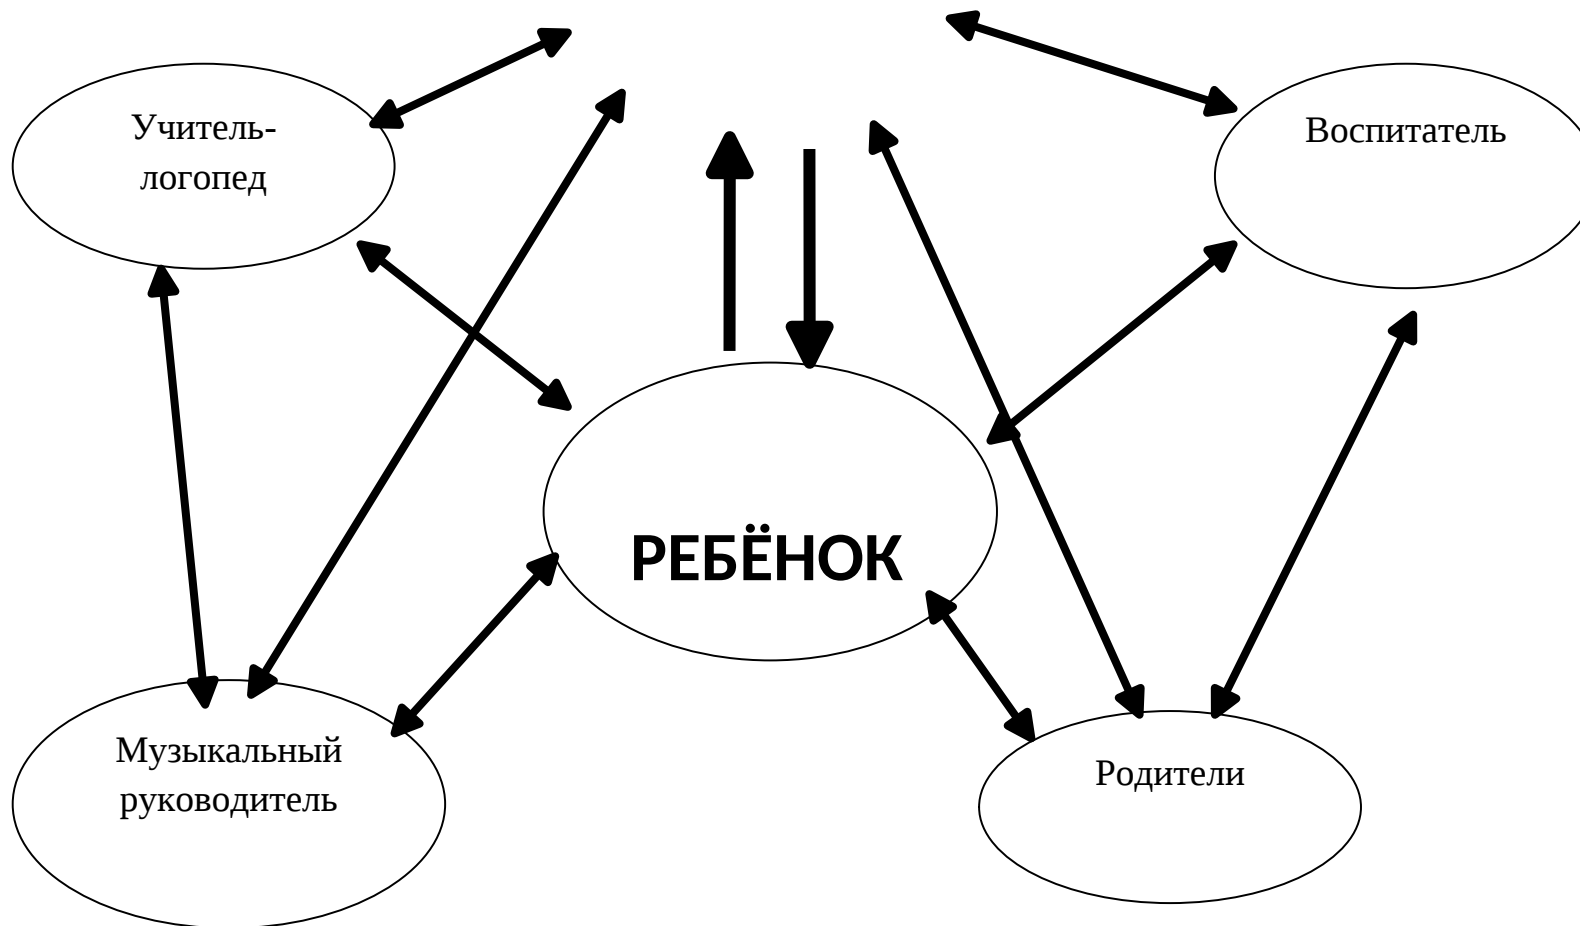 Учитель-
логопед
Воспитатель
РЕБЁНОК
Музыкальный
руководитель
Родители